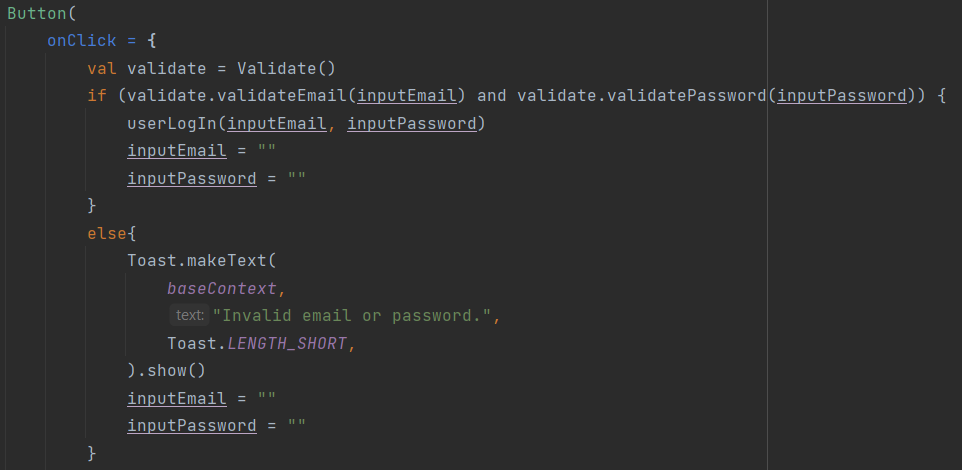 Button(
onClick = {
val validate = Validate()
if (validate.validateEmail(inputEmail) and validate.validatePassword(inputPassword)) {
userLogIn(inputEmail, inputPassword)
inputEmail = ""
inputPassword = ""
}
else{
Toast.makeText(
baseContext,
text: "Invalid email or password.",
Toast.LENGTH_SHORT,
).show()
inputEmail = ""
inputPassword = ""
}